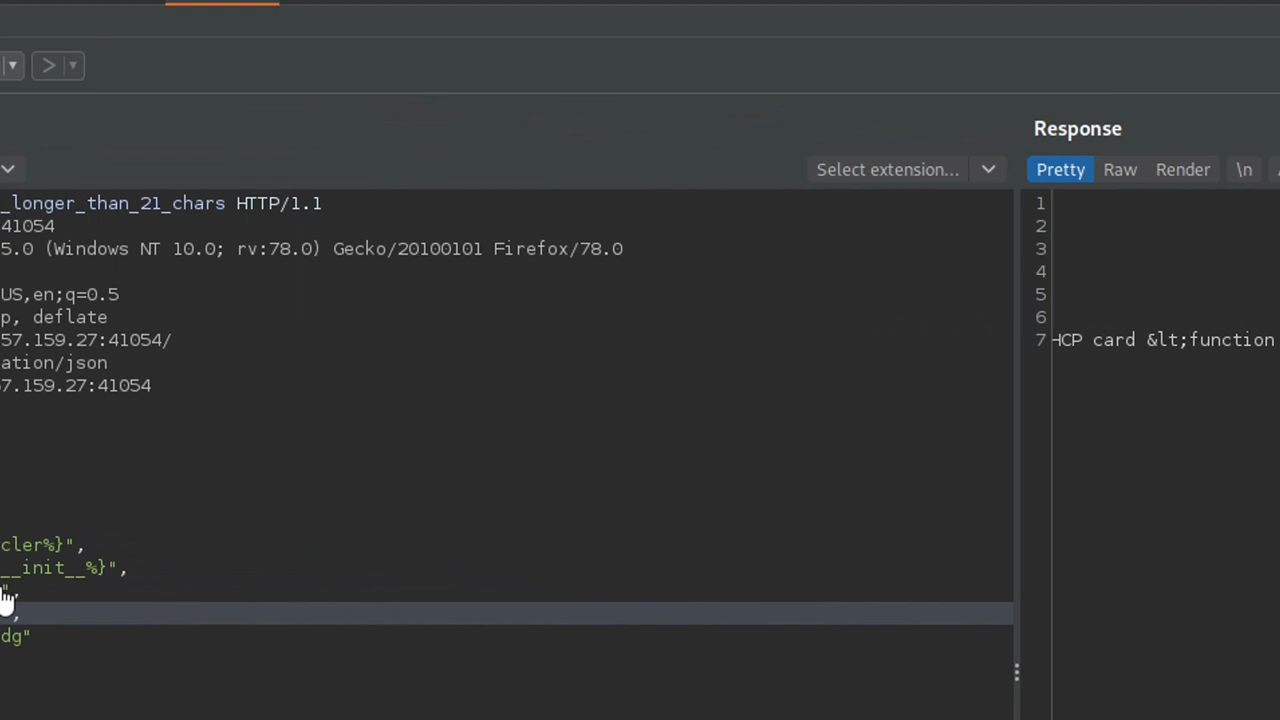 Response
Select extension...
Pretty Raw Render \n
_longer_than_21_chars HTTP/1.1
41054
5.0 (Windows NT 10.0; rv:78.0) Gecko/20100101 Firefox/78.0
US,en;q=0.5
p, deflate
57.159.27:41054/
ation/json
7.159.27:41054
cler%}",
__init__%}",
",
,
dg"
1
2
3
4
5
6
7 HCP card &lt;function